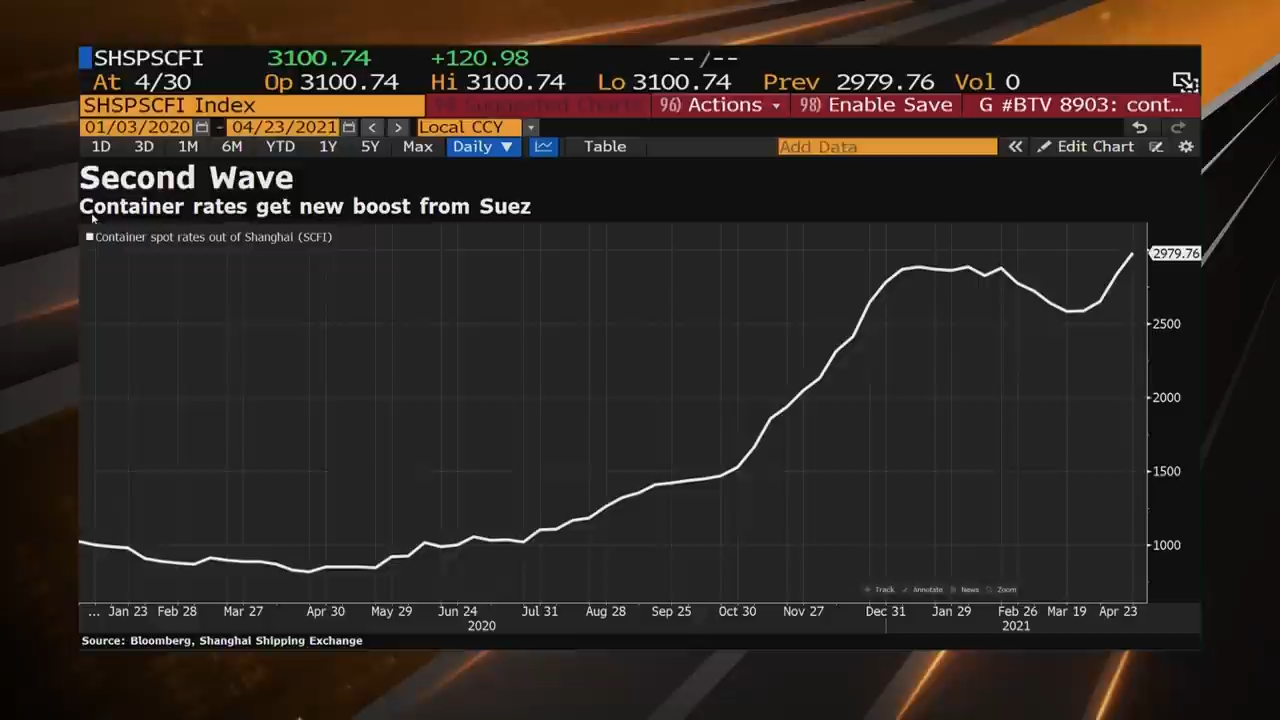 SHSPSCFI 3100.74 +120.98 --/--
At 4/30 Op 3100.74 Hi 3100.74 Lo 3100.74 Prev 2979.76 Vol 0
SHSPSCFI Index 96) Actions 98) Enable Save G #BTV 8903: cont...
01/03/2020 - 04/23/2021 < > Local CCY
1D 3D 1M 6M YTD 1Y 5Y Max Daily ▼ Table Add Data « Edit Chart
Second Wave
Container rates get new boost from Suez
Container spot rates out of Shanghai (SCFI)
2979.76
2500
2000
1500
1000
Track Annotate News Zoom
... Jan 23 Feb 28 Mar 27 Apr 30 May 29 Jun 24 Jul 31 Aug 28 Sep 25 Oct 30 Nov 27 Dec 31 Jan 29 Feb 26 Mar 19 Apr 23
2020 2021
Source: Bloomberg, Shanghai Shipping Exchange